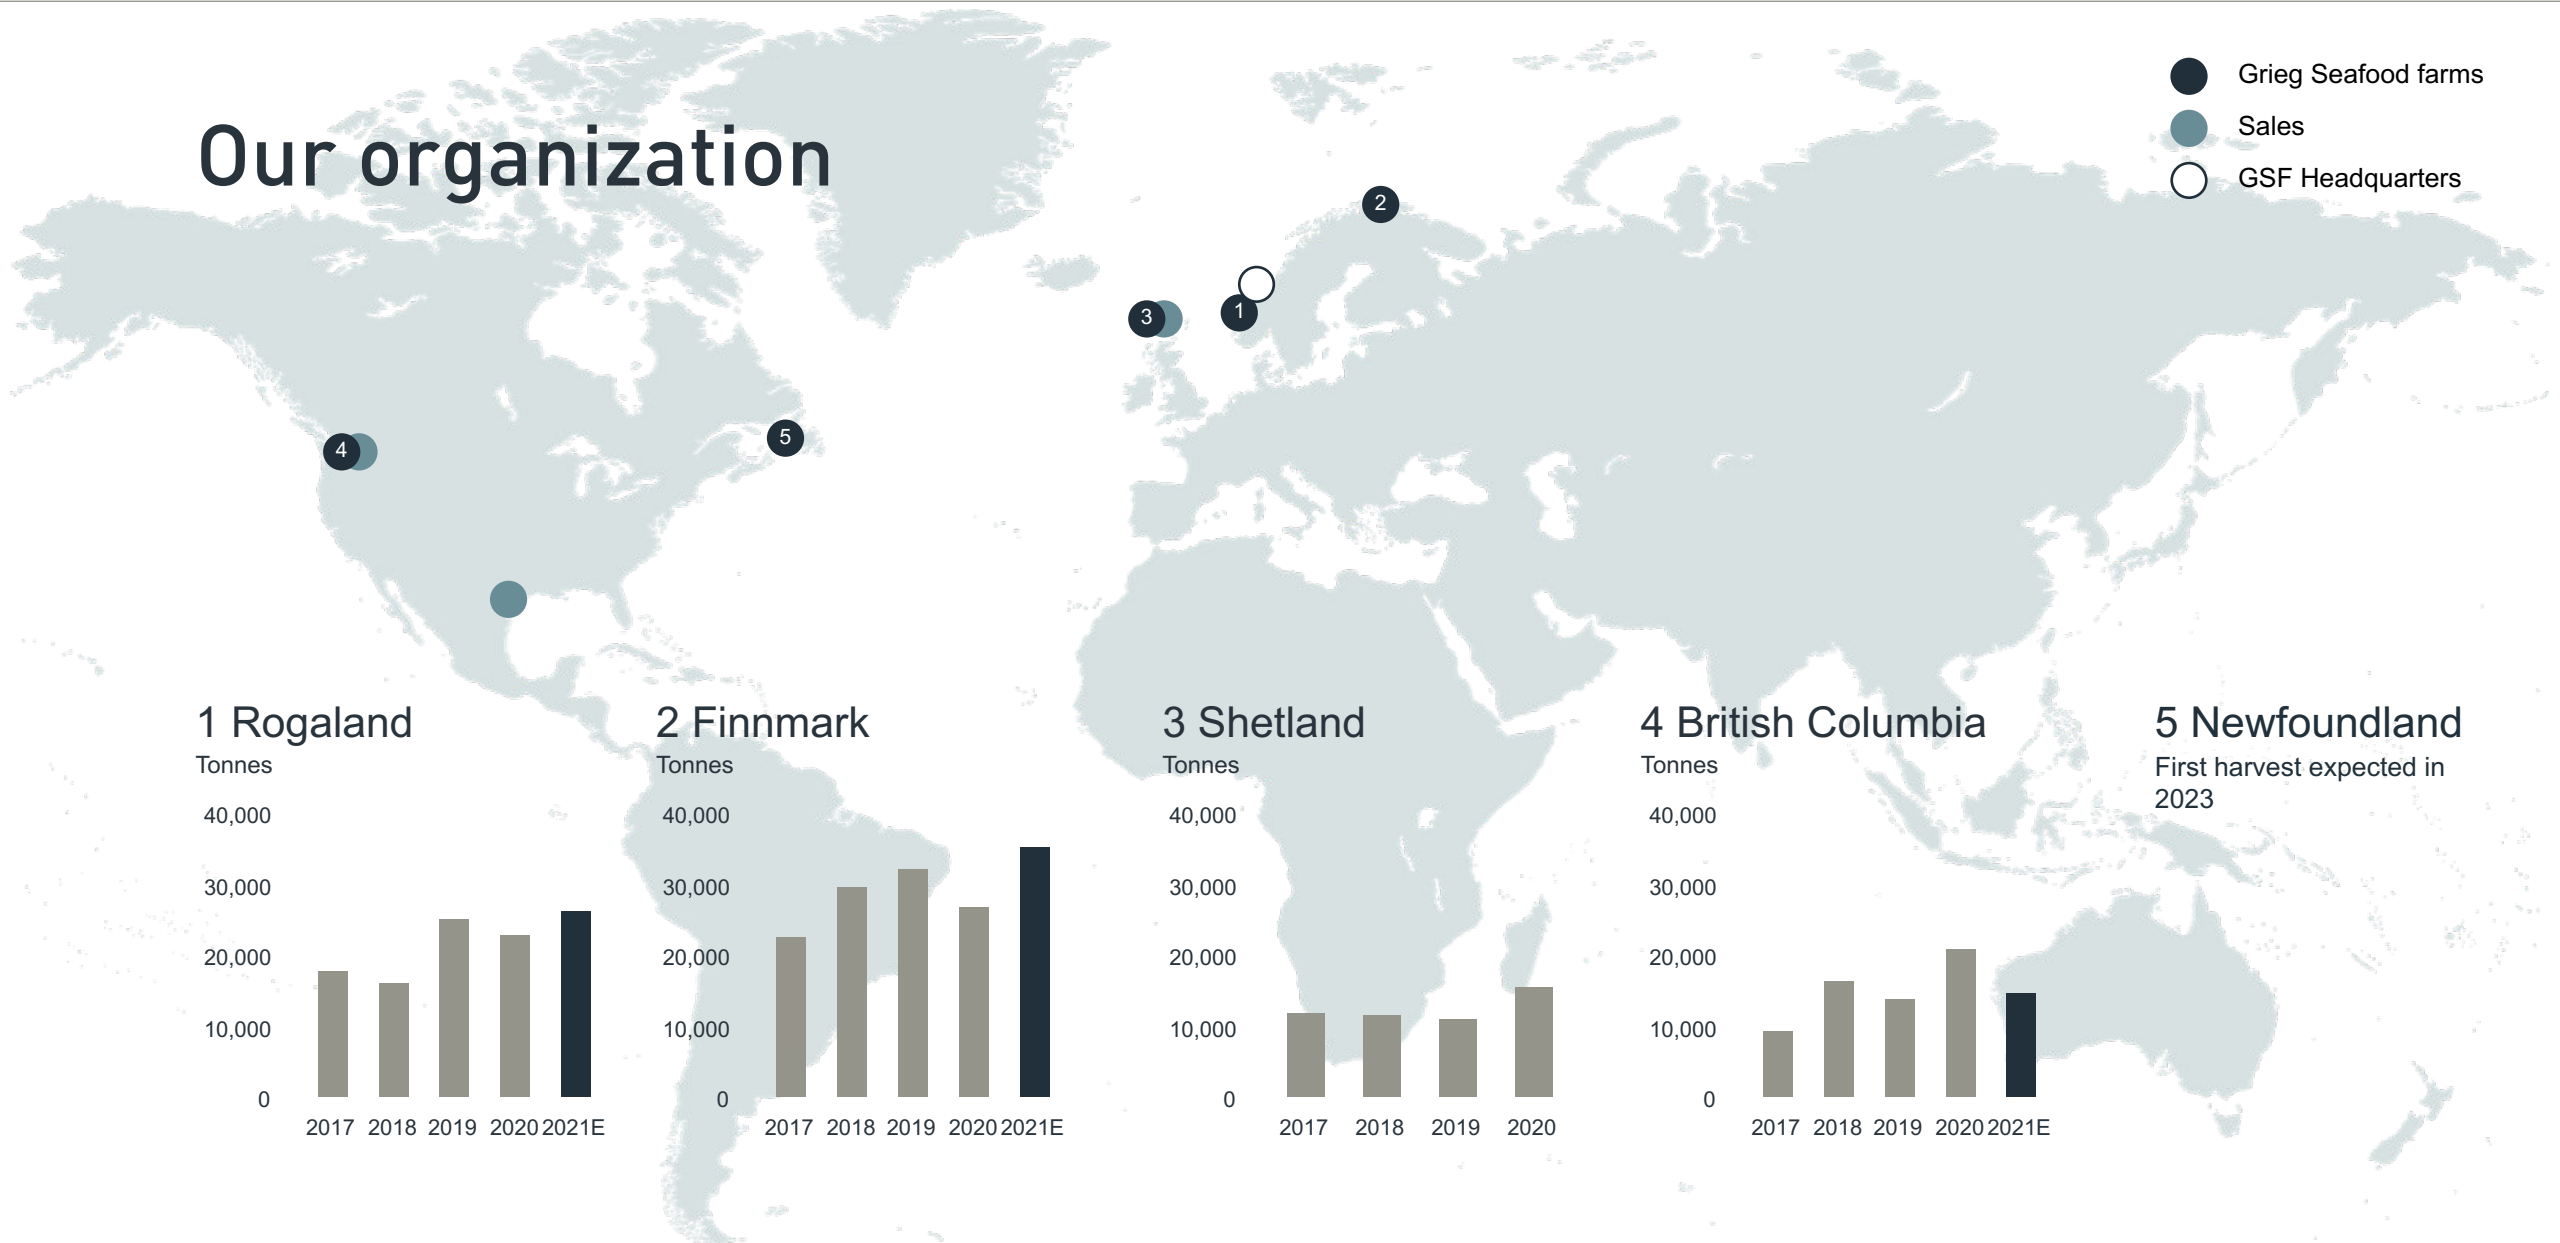 Our organization
Grieg Seafood farms
Sales
GSF Headquarters
2
1
3
4
5
1 Rogaland
Tonnes
40,000
30,000
20,000
10,000
0
2017 2018 2019 2020 2021E
2 Finnmark
Tonnes
40,000
30,000
20,000
10,000
0
2017 2018 2019 2020 2021E
3 Shetland
Tonnes
40,000
30,000
20,000
10,000
0
2017 2018 2019 2020
4 British Columbia
Tonnes
40,000
30,000
20,000
10,000
0
2017 2018 2019 2020 2021E
5 Newfoundland
First harvest expected in
2023